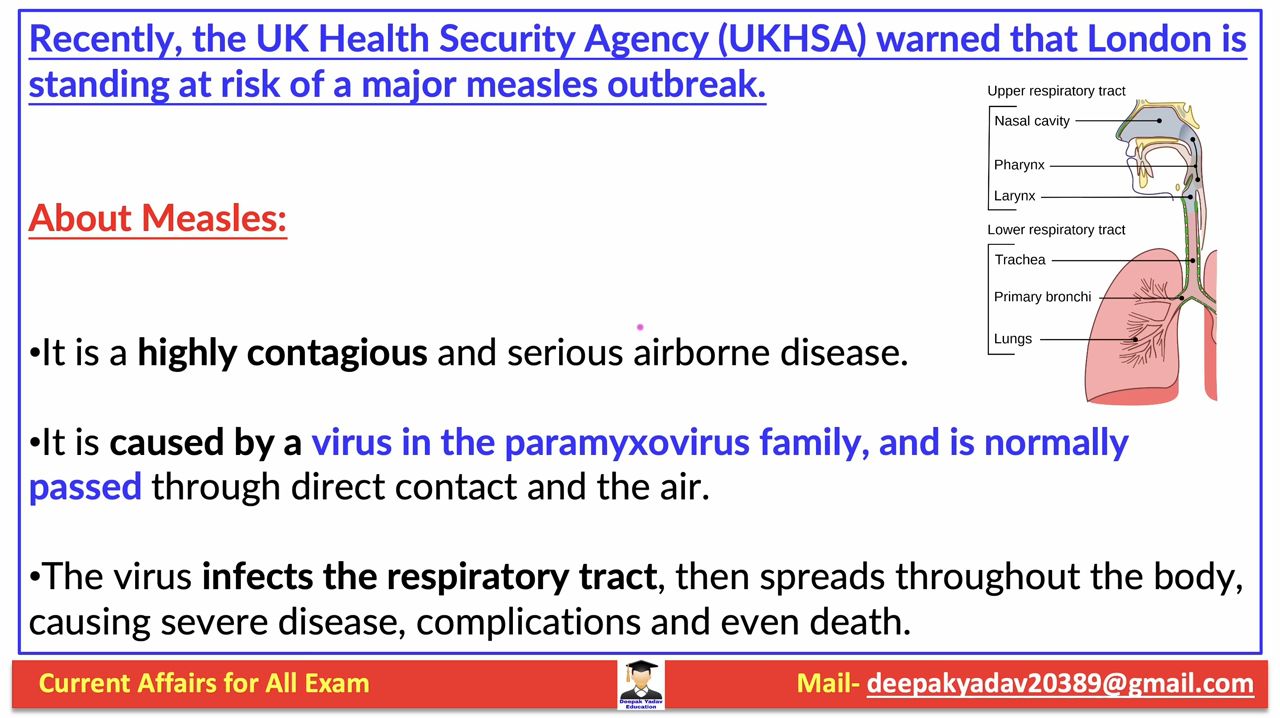 Recently, the UK Health Security Agency (UKHSA) warned that London is
standing at risk of a major measles outbreak.
Upper respiratory tract
Nasal cavity
Pharynx
Larynx
Lower respiratory tract
Trachea
Primary bronchi
Lungs
About Measles:
•It is a highly contagious and serious airborne disease.
•It is caused by a virus in the paramyxovirus family, and is normally
passed through direct contact and the air.
•The virus infects the respiratory tract, then spreads throughout the body,
causing severe disease, complications and even death.
Current Affairs for All Exam
Deepak Yadav
Education
Mail- deepakyadav20389@gmail.com